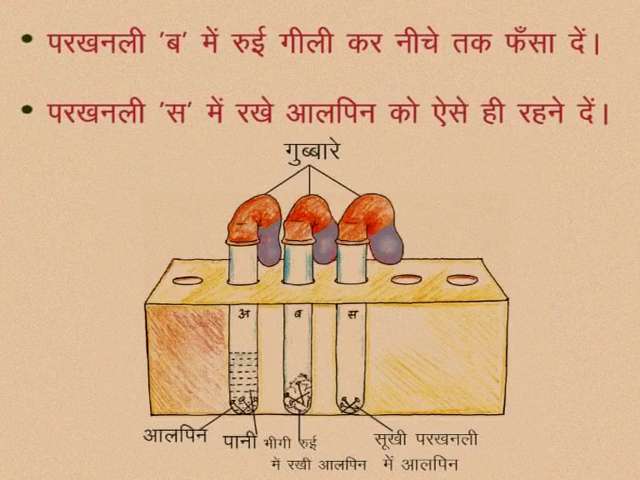 • परखनली 'ब' में रुई गीली कर नीचे तक फँसा दें।
• परखनली 'स' में रखे आलपिन को ऐसे ही रहने दें।
गुब्बारे
अ ब स
आलपिन पानी भीगी रुई सूखी परखनली
में रखी आलपिन में आलपिन